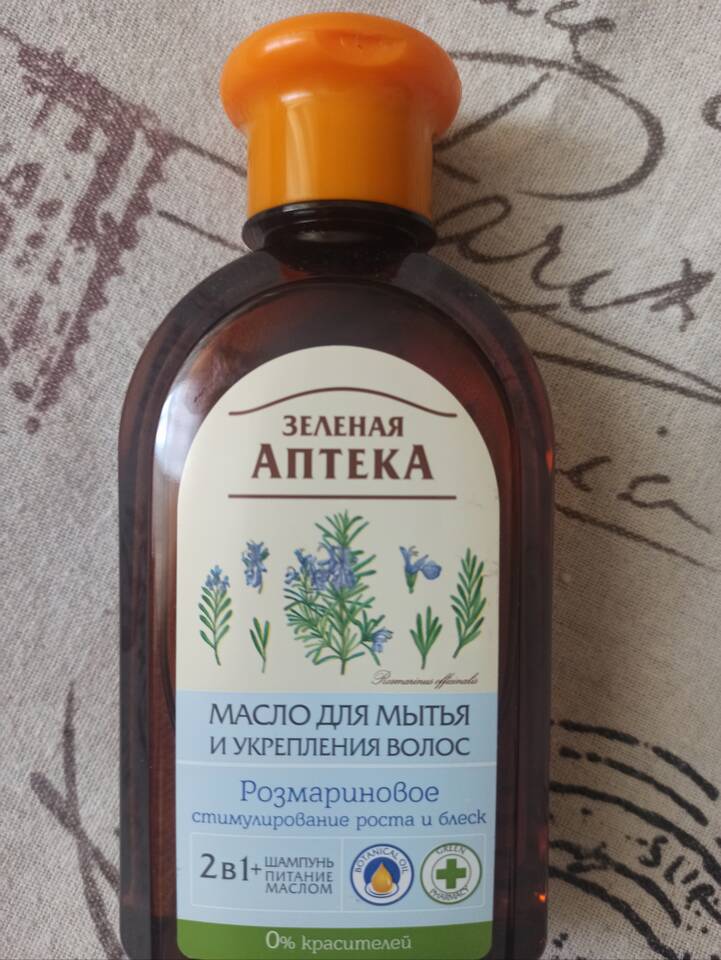 ЗЕЛЕНАЯ
АПТЕКА
Rosmarinus officinalis
МАСЛО ДЛЯ МЫТЬЯ
И УКРЕПЛЕНИЯ ВОЛОС
Розмариновое
стимулирование роста и блеск
2 в 1+ ШАМПУНЬ
ПИТАНИЕ
МАСЛОМ
BOTANICAL OIL
GREEN
PHARMACY
0% красителей